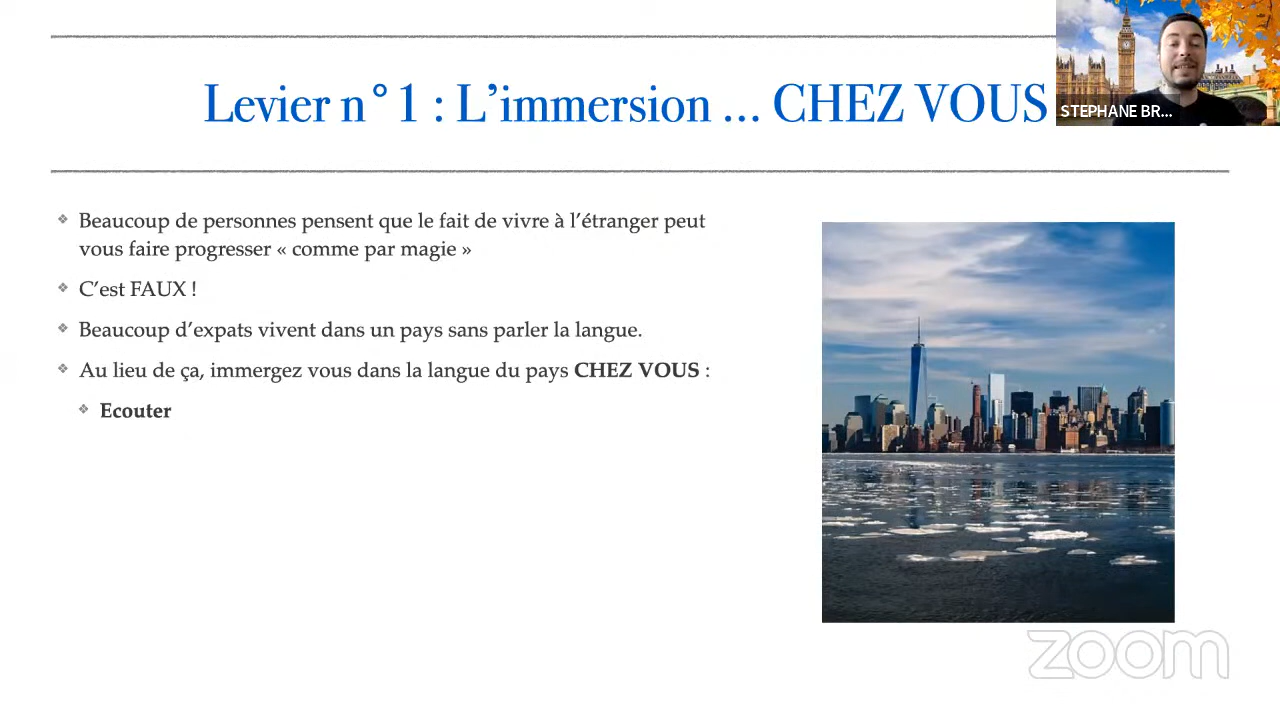 Levier n°1 : L’immersion … CHEZ VOUS
STEPHANE BR...
Beaucoup de personnes pensent que le fait de vivre à l’étranger peut
vous faire progresser « comme par magie »
C’est FAUX !
Beaucoup d’expats vivent dans un pays sans parler la langue.
Au lieu de ça, immergez vous dans la langue du pays CHEZ VOUS :
Ecouter
zoom